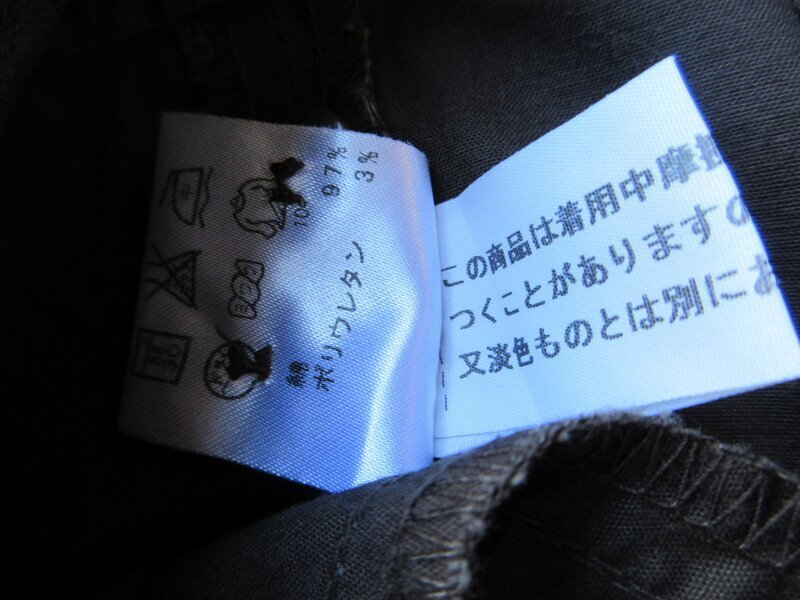 綿 97%
ポリウレタン 3%
この商品は着用中摩
つくことがありますの
又淡色ものとは別にお